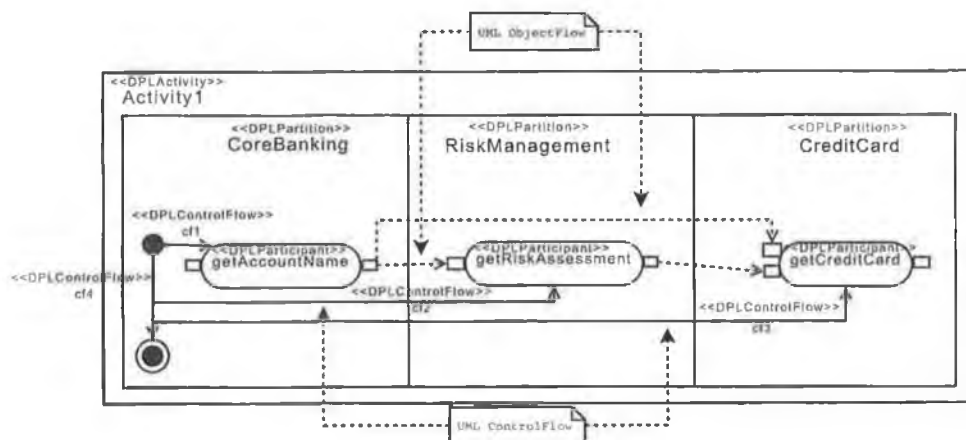 UML ObjectFlow
<<DPLActivity>>
Activity1
<<DPLPartition>>
CoreBanking
<<DPLPartition>>
RiskManagement
<<DPLPartition>>
CreditCard
<<DPLControlFlow>>
cf1
<<DPLParticipant>>
getAccountName
<<DPLParticipant>>
getRiskAssessment
<<DPLParticipant>>
getCreditCard
<<DPLControlFlow>>
cf4
<<DPLControlFlow>>
cf2
<<DPLControlFlow>>
cf3
UML ControlFlow